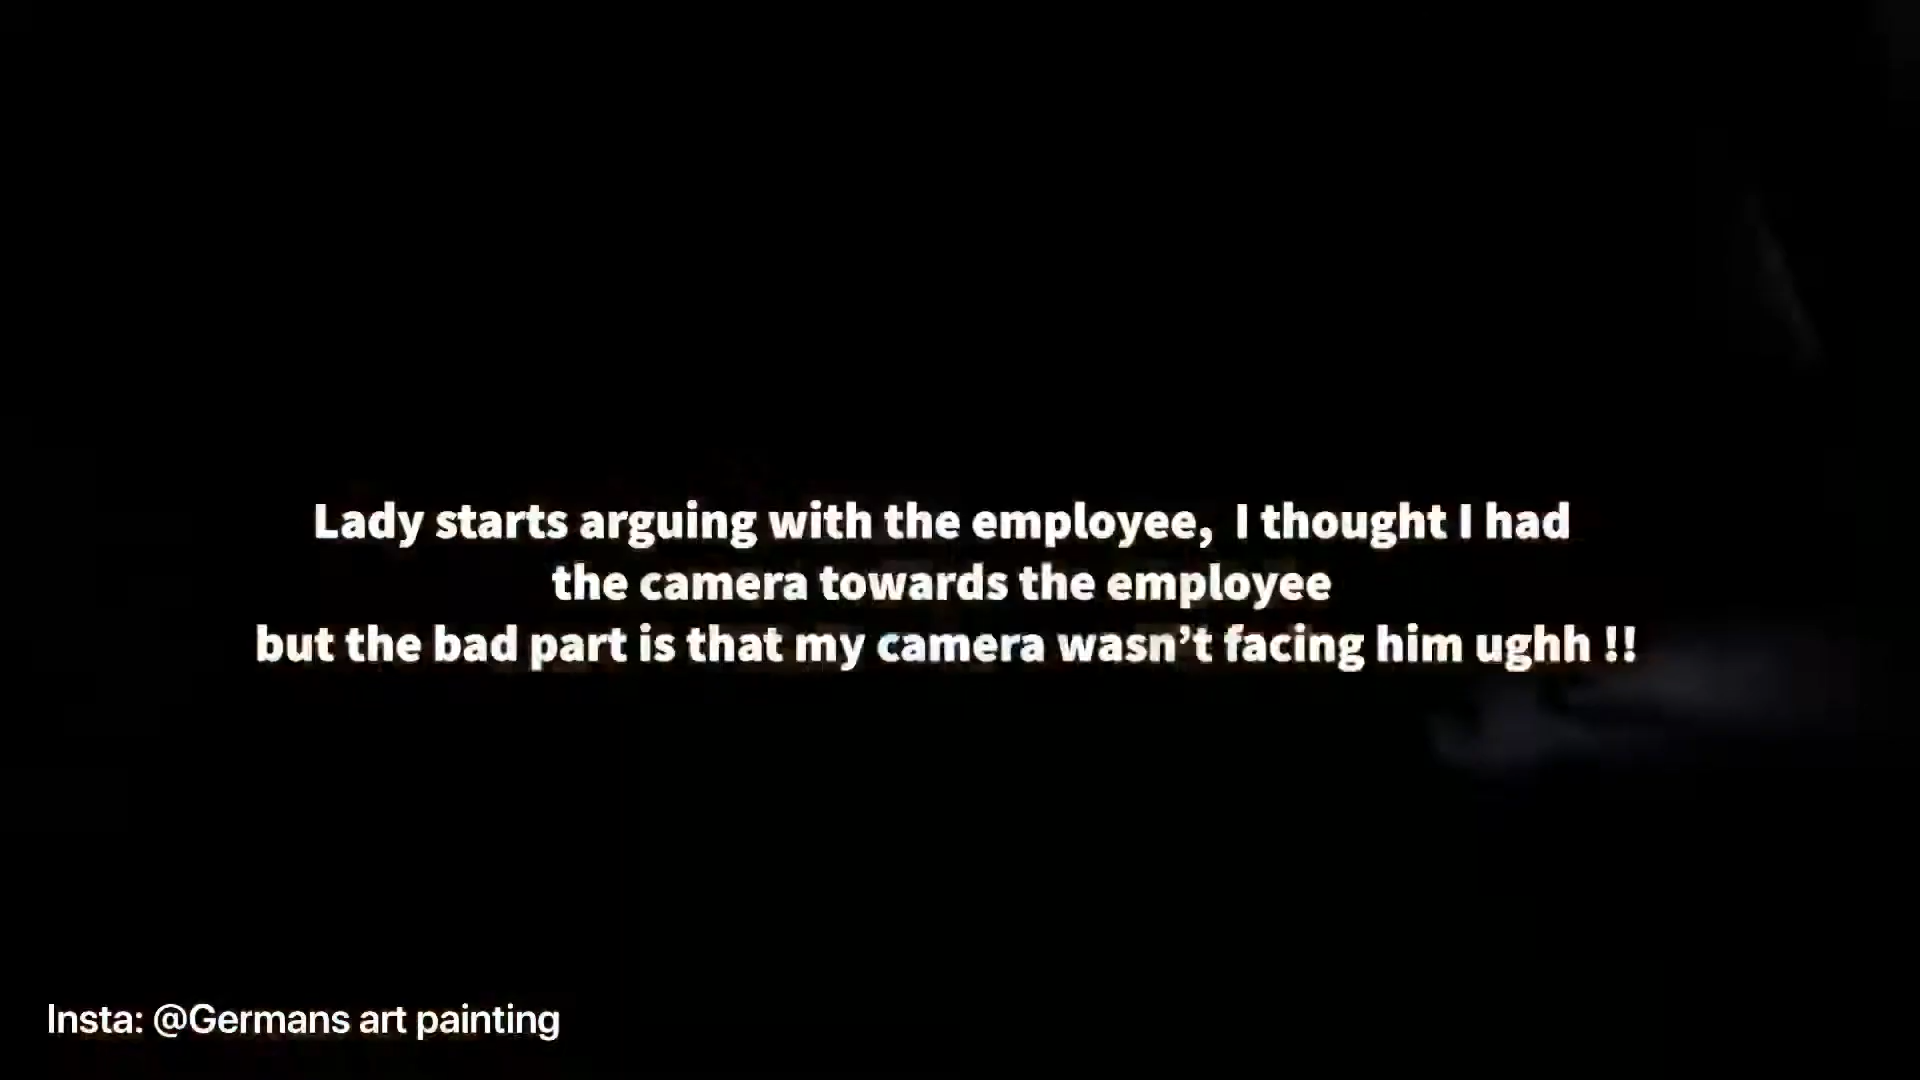 Lady starts arguing with the employee,  I thought I had
the camera towards the employee
but the bad part is that my camera wasn’t facing him ughh !!
Insta: @Germans art painting